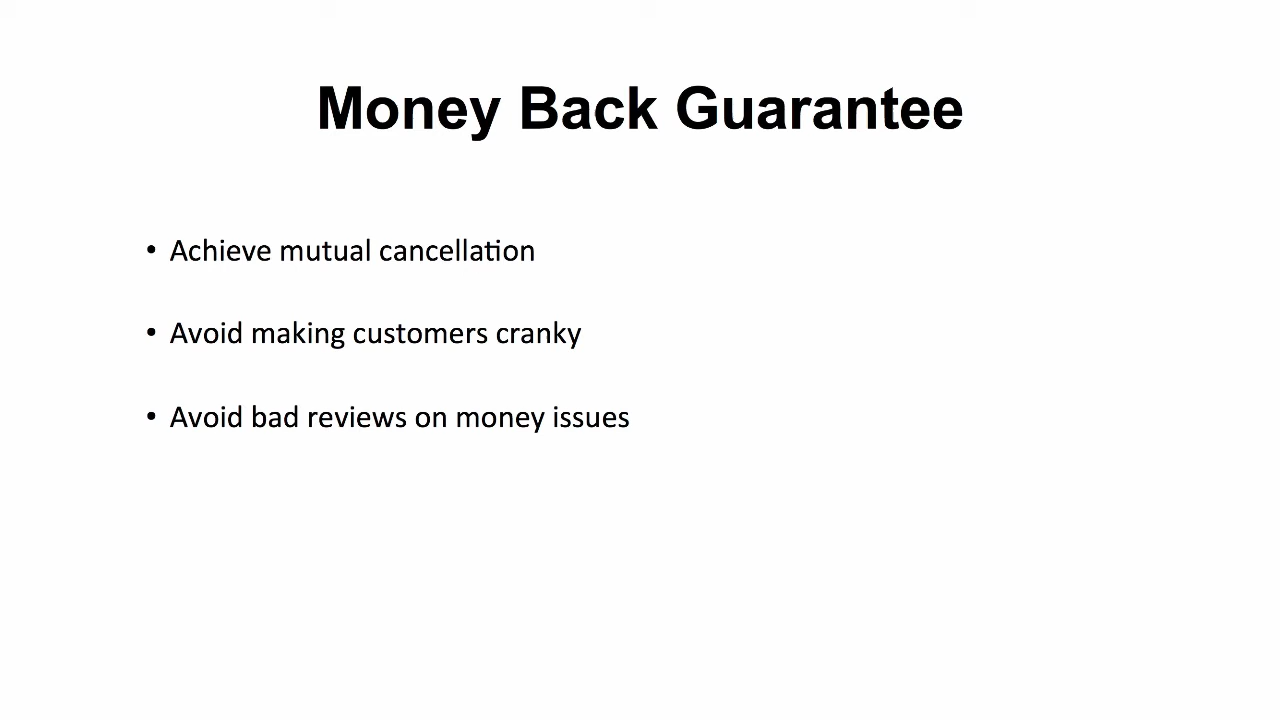 Money Back Guarantee
• Achieve mutual cancellation
• Avoid making customers cranky
• Avoid bad reviews on money issues